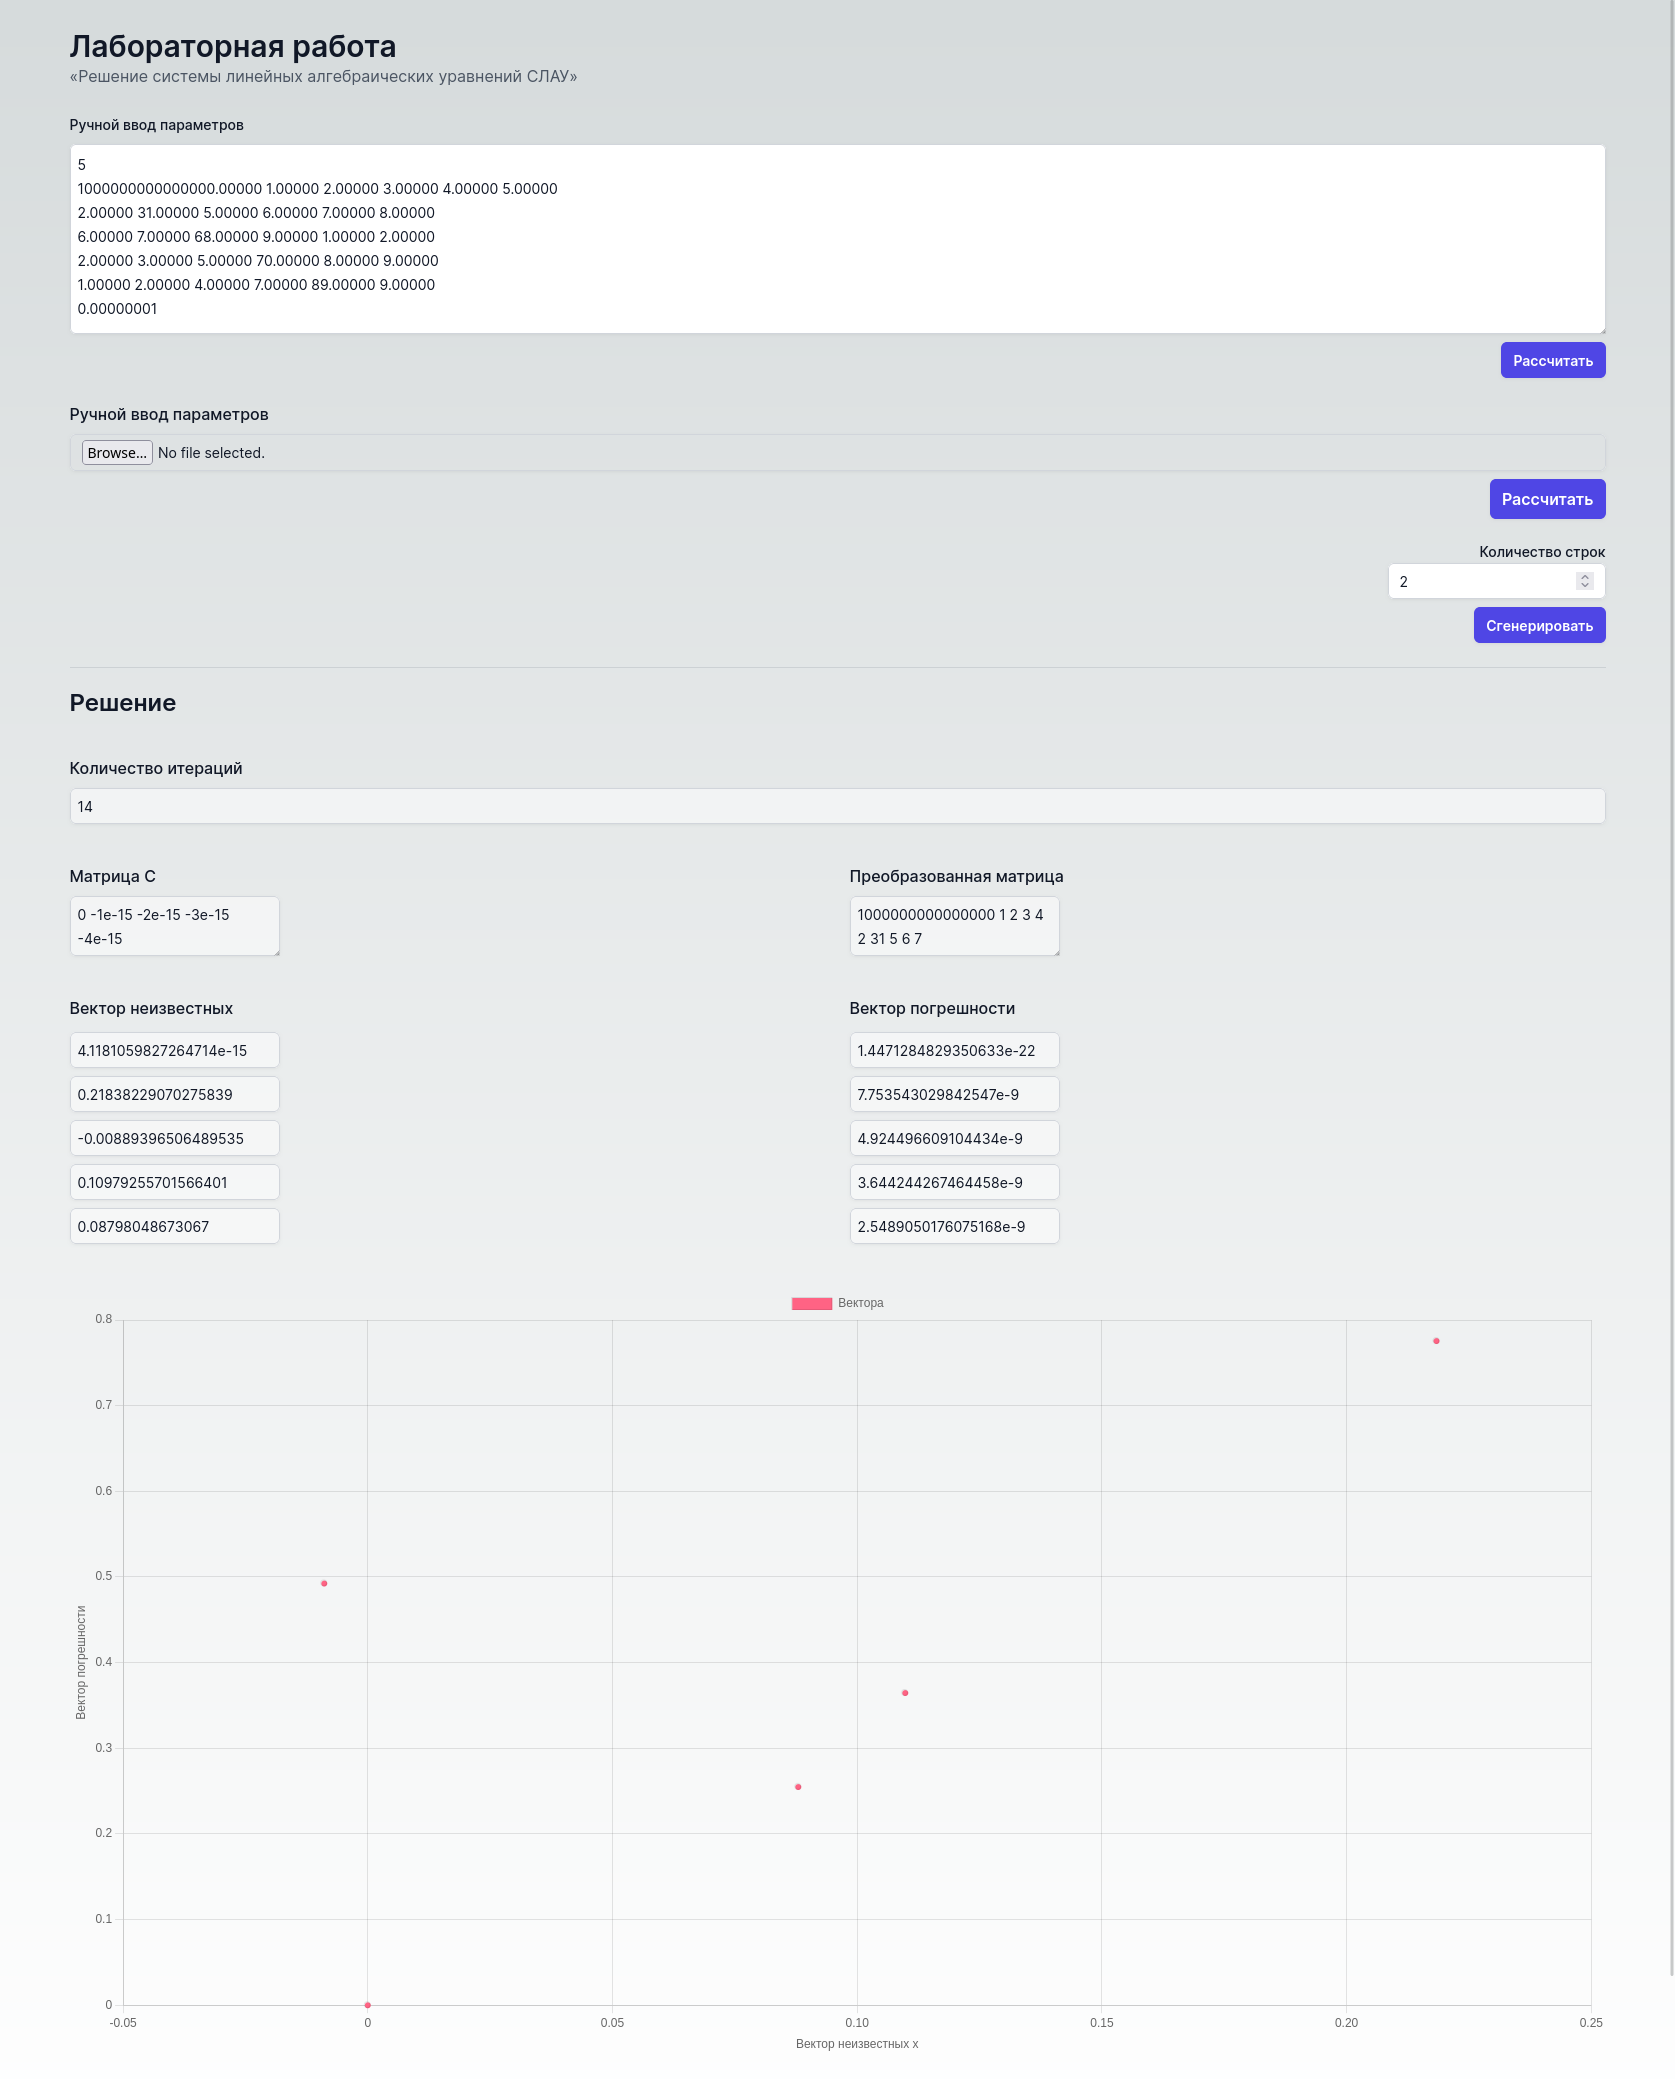 Лабораторная работа
«Решение системы линейных алгебраических уравнений СЛАУ»
Ручной ввод параметров
5
1000000000000000.00000 1.00000 2.00000 3.00000 4.00000 5.00000
2.00000 31.00000 5.00000 6.00000 7.00000 8.00000
6.00000 7.00000 68.00000 9.00000 1.00000 2.00000
2.00000 3.00000 5.00000 70.00000 8.00000 9.00000
1.00000 2.00000 4.00000 7.00000 89.00000 9.00000
0.00000001
Рассчитать
Ручной ввод параметров
Browse... No file selected.
Рассчитать
Количество строк
2
Сгенерировать
Решение
Количество итераций
14
Матрица C
0 -1e-15 -2e-15 -3e-15
-4e-15
Преобразованная матрица
1000000000000000 1 2 3 4
2 31 5 6 7
Вектор неизвестных
4.1181059827264714e-15
0.21838229070275839
-0.00889396506489535
0.10979255701566401
0.08798048673067
Вектор погрешности
1.4471284829350633e-22
7.753543029842547e-9
4.924496609104434e-9
3.644244267464458e-9
2.5489050176075168e-9
Вектора
0.8
0.7
0.6
0.5
0.4
0.3
0.2
0.1
0
Вектор погрешности
-0.05
0
0.05
0.10
0.15
0.20
0.25
Вектор неизвестных x